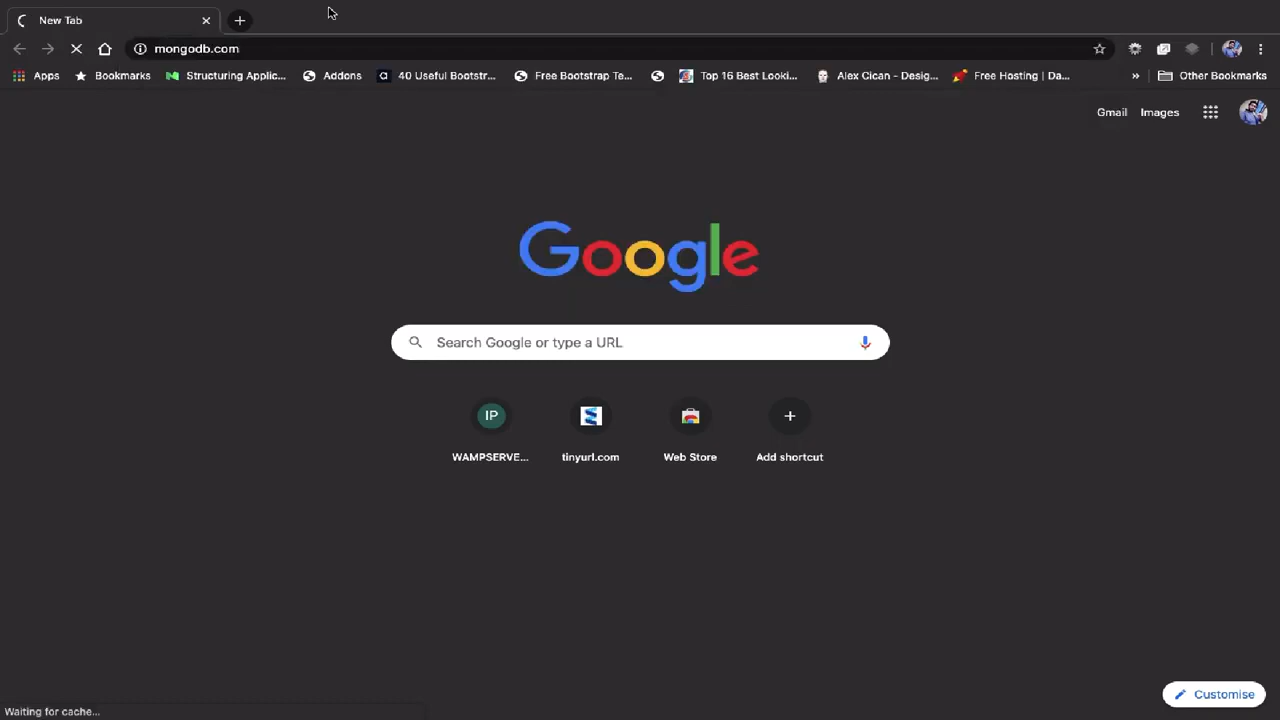 New Tab
mongodb.com
Apps Bookmarks Structuring Applic... Addons 40 Useful Bootstr... Free Bootstrap Te... Top 16 Best Looki... Alex Cican - Desig... Free Hosting | Da... » Other Bookmarks
Gmail Images
Google
Search Google or type a URL
IP
WAMPSERVE... tinyurl.com Web Store Add shortcut
Customise
Waiting for cache...